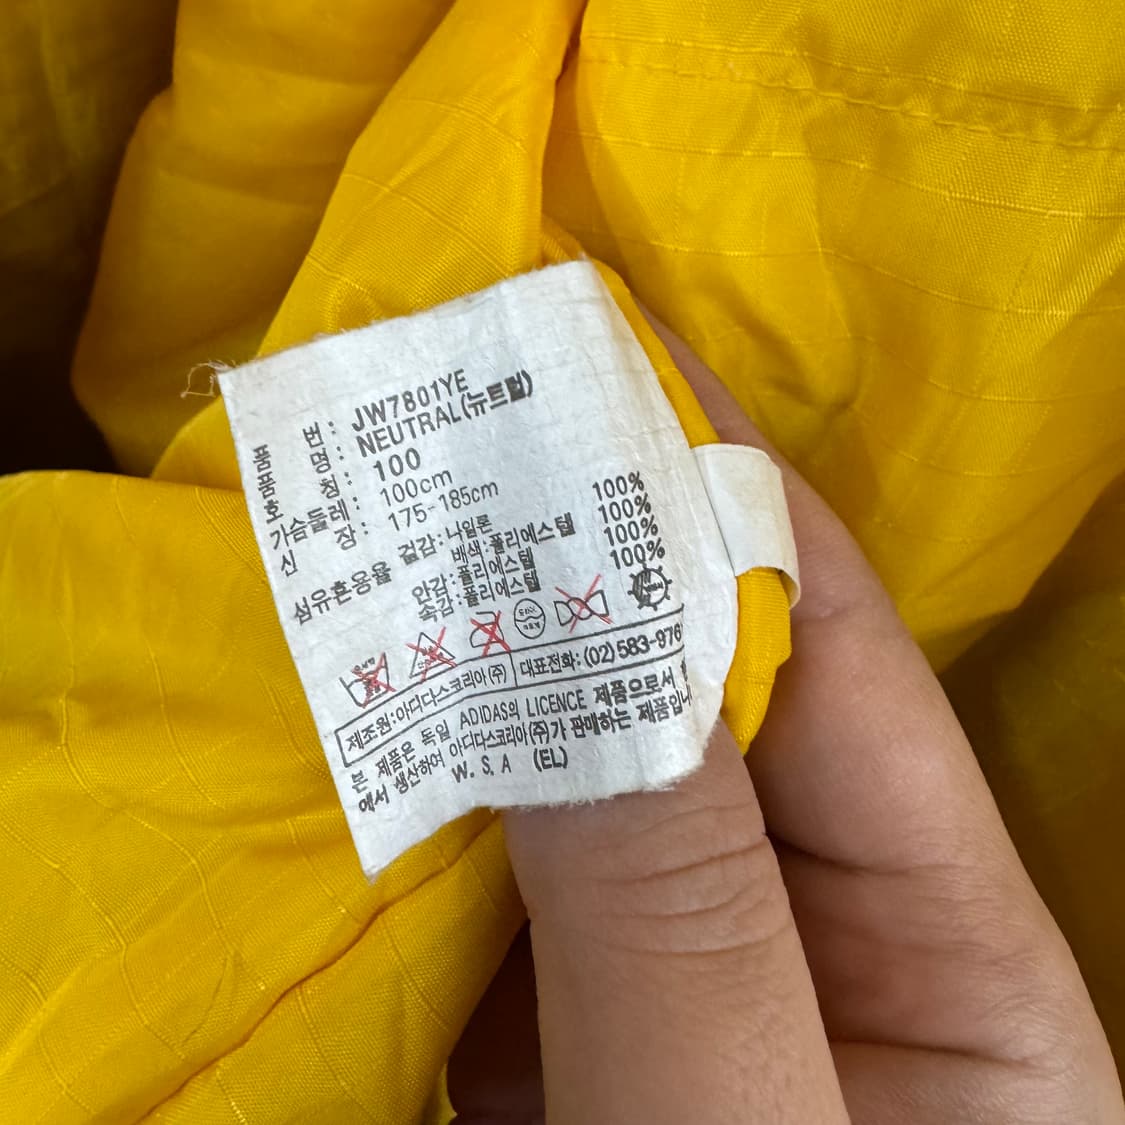 품 번: JW7801YE
품 명: NEUTRAL(뉴트럴)
호 칭: 100
가슴둘레: 100cm
신 장: 175-185cm
섬유혼용율 겉감: 나일론 100%
배색: 폴리에스텔 100%
안감: 폴리에스텔 100%
속감: 폴리에스텔 100%
제조원: 아디다스코리아(주) 대표전화: (02)583-976
본 제품은 독일 ADIDAS의 LICENCE 제품으로서
에서 생산하여 아디다스코리아(주)가 판매하는 제품입니
W. S. A (EL)